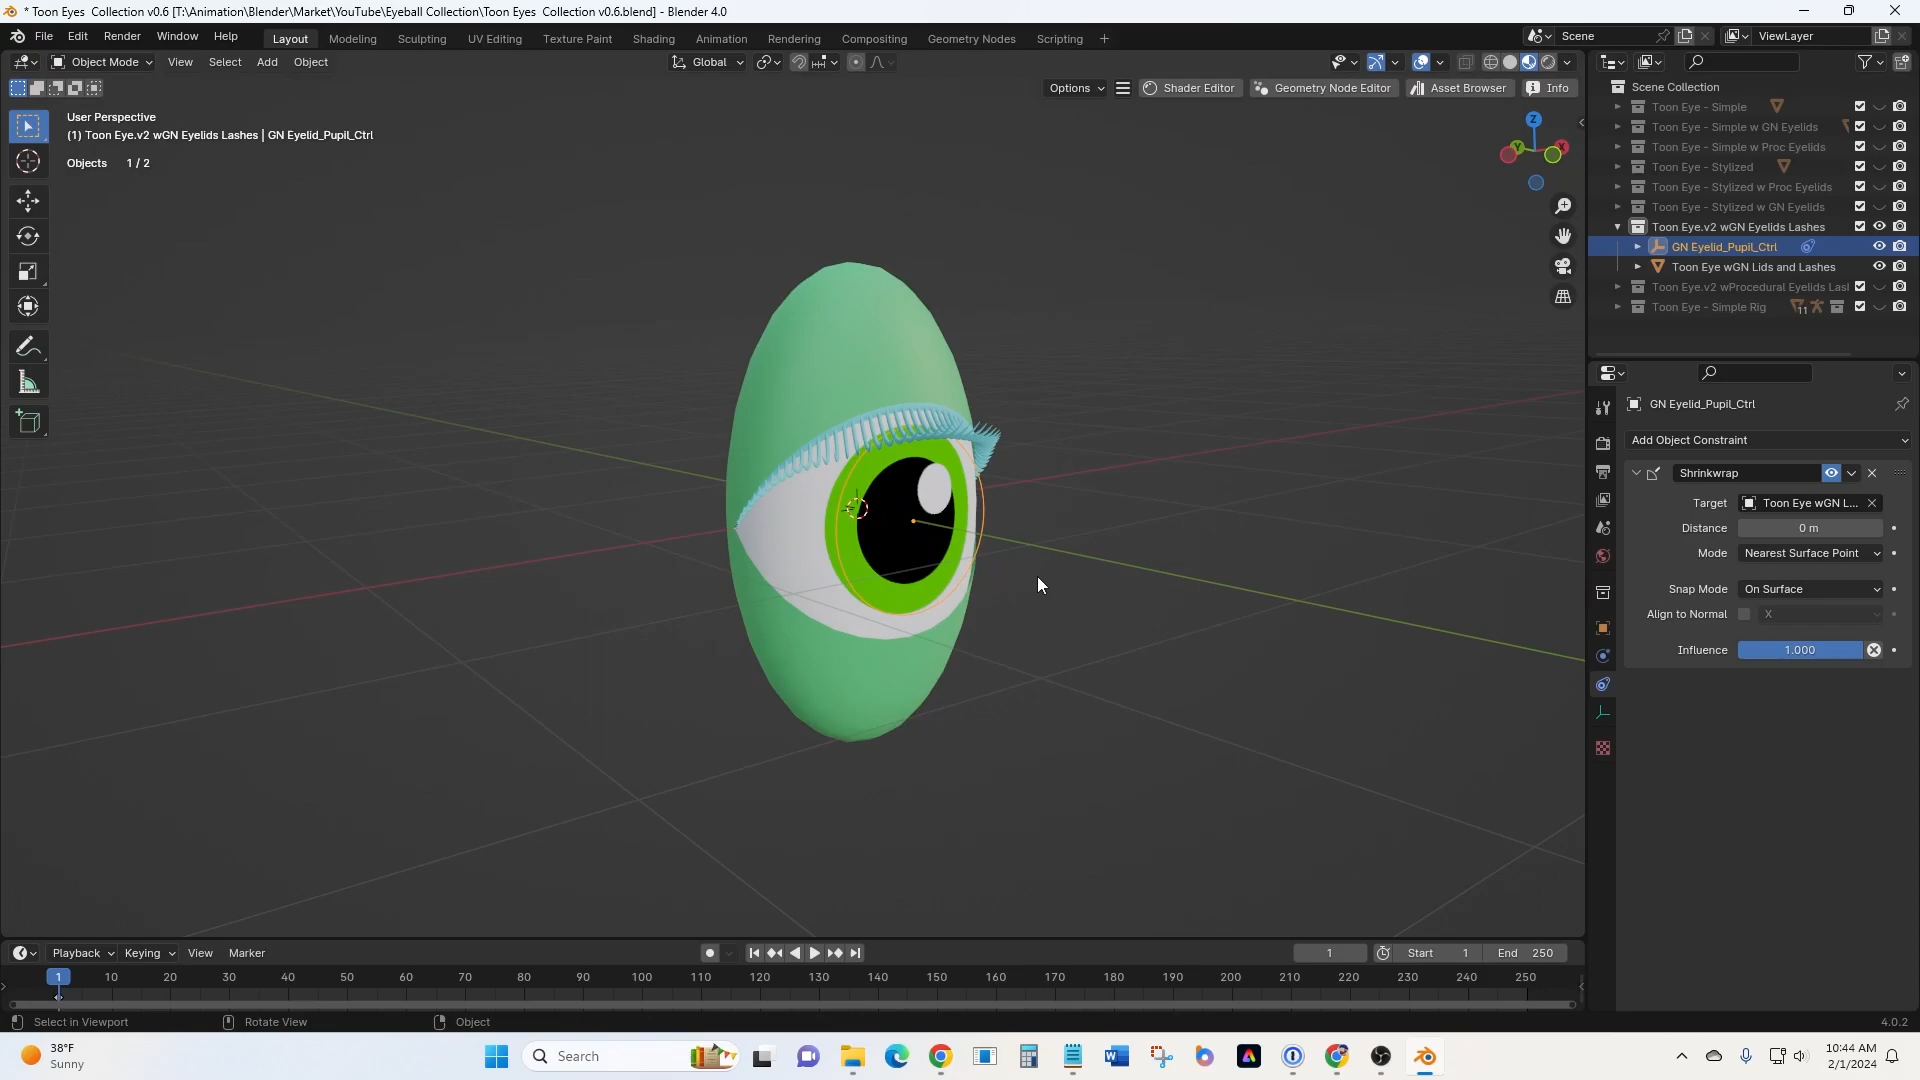 * Toon Eyes  Collection v0.6 [T:\Animation\Blender\Market\YouTube\Eyeball Collection\Toon Eyes  Collection v0.6.blend] - Blender 4.0
File Edit Render Window Help Layout Modeling Sculpting UV Editing Texture Paint Shading Animation Rendering Compositing Geometry Nodes Scripting + Scene ViewLayer
Object Mode View Select Add Object Global
Options Shader Editor Geometry Node Editor Asset Browser Info
User Perspective
(1) Toon Eye.v2 wGN Eyelids Lashes | GN Eyelid_Pupil_Ctrl
Objects 1 / 2
Z
Y X
Scene Collection
Toon Eye - Simple
Toon Eye - Simple w GN Eyelids
Toon Eye - Simple w Proc Eyelids
Toon Eye - Stylized
Toon Eye - Stylized w Proc Eyelids
Toon Eye - Stylized w GN Eyelids
Toon Eye.v2 wGN Eyelids Lashes
GN Eyelid_Pupil_Ctrl
Toon Eye wGN Lids and Lashes
Toon Eye.v2 wProcedural Eyelids Las
Toon Eye - Simple Rig 11
GN Eyelid_Pupil_Ctrl
Add Object Constraint
Shrinkwrap
Target Toon Eye wGN L...
Distance 0 m
Mode Nearest Surface Point
Snap Mode On Surface
Align to Normal X
Influence 1.000
Playback Keying View Marker 1 Start 1 End 250
1 10 20 30 40 50 60 70 80 90 100 110 120 130 140 150 160 170 180 190 200 210 220 230 240 250
Select in Viewport Rotate View Object 4.0.2
38°F
Sunny
Search
10:44 AM
2/1/2024